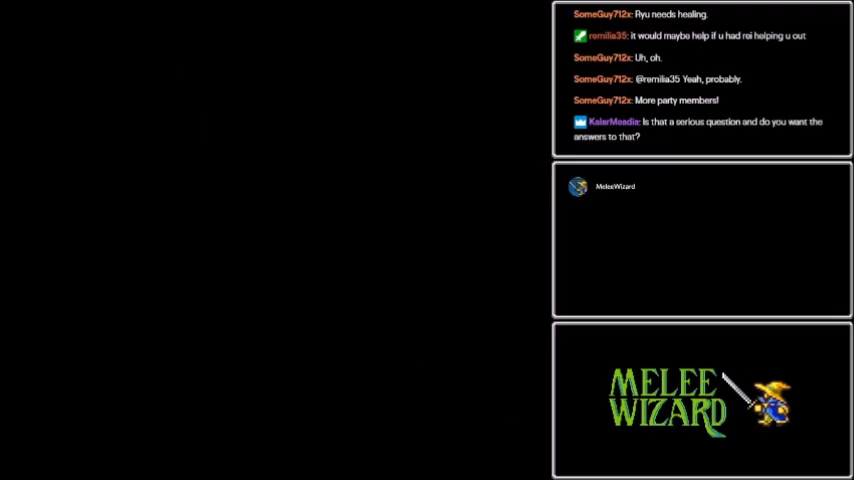 SomeGuy712x: Ryu needs healing.
remilia35: it would maybe help if u had rei helping u out
SomeGuy712x: Uh, oh.
SomeGuy712x: @remilia35 Yeah, probably.
SomeGuy712x: More party members!
KalarMeadia: Is that a serious question and do you want the
answers to that?
MeleeWizard
MELEE
WIZARD